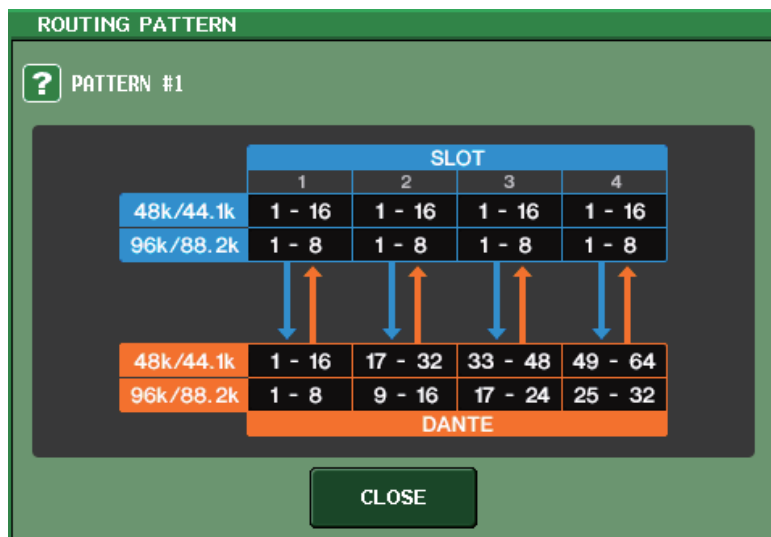 ROUTING PATTERN
? PATTERN #1
SLOT
1 2 3 4
48k/44.1k 1 - 16 1 - 16 1 - 16 1 - 16
96k/88.2k 1 - 8 1 - 8 1 - 8 1 - 8
48k/44.1k 1 - 16 17 - 32 33 - 48 49 - 64
96k/88.2k 1 - 8 9 - 16 17 - 24 25 - 32
DANTE
CLOSE